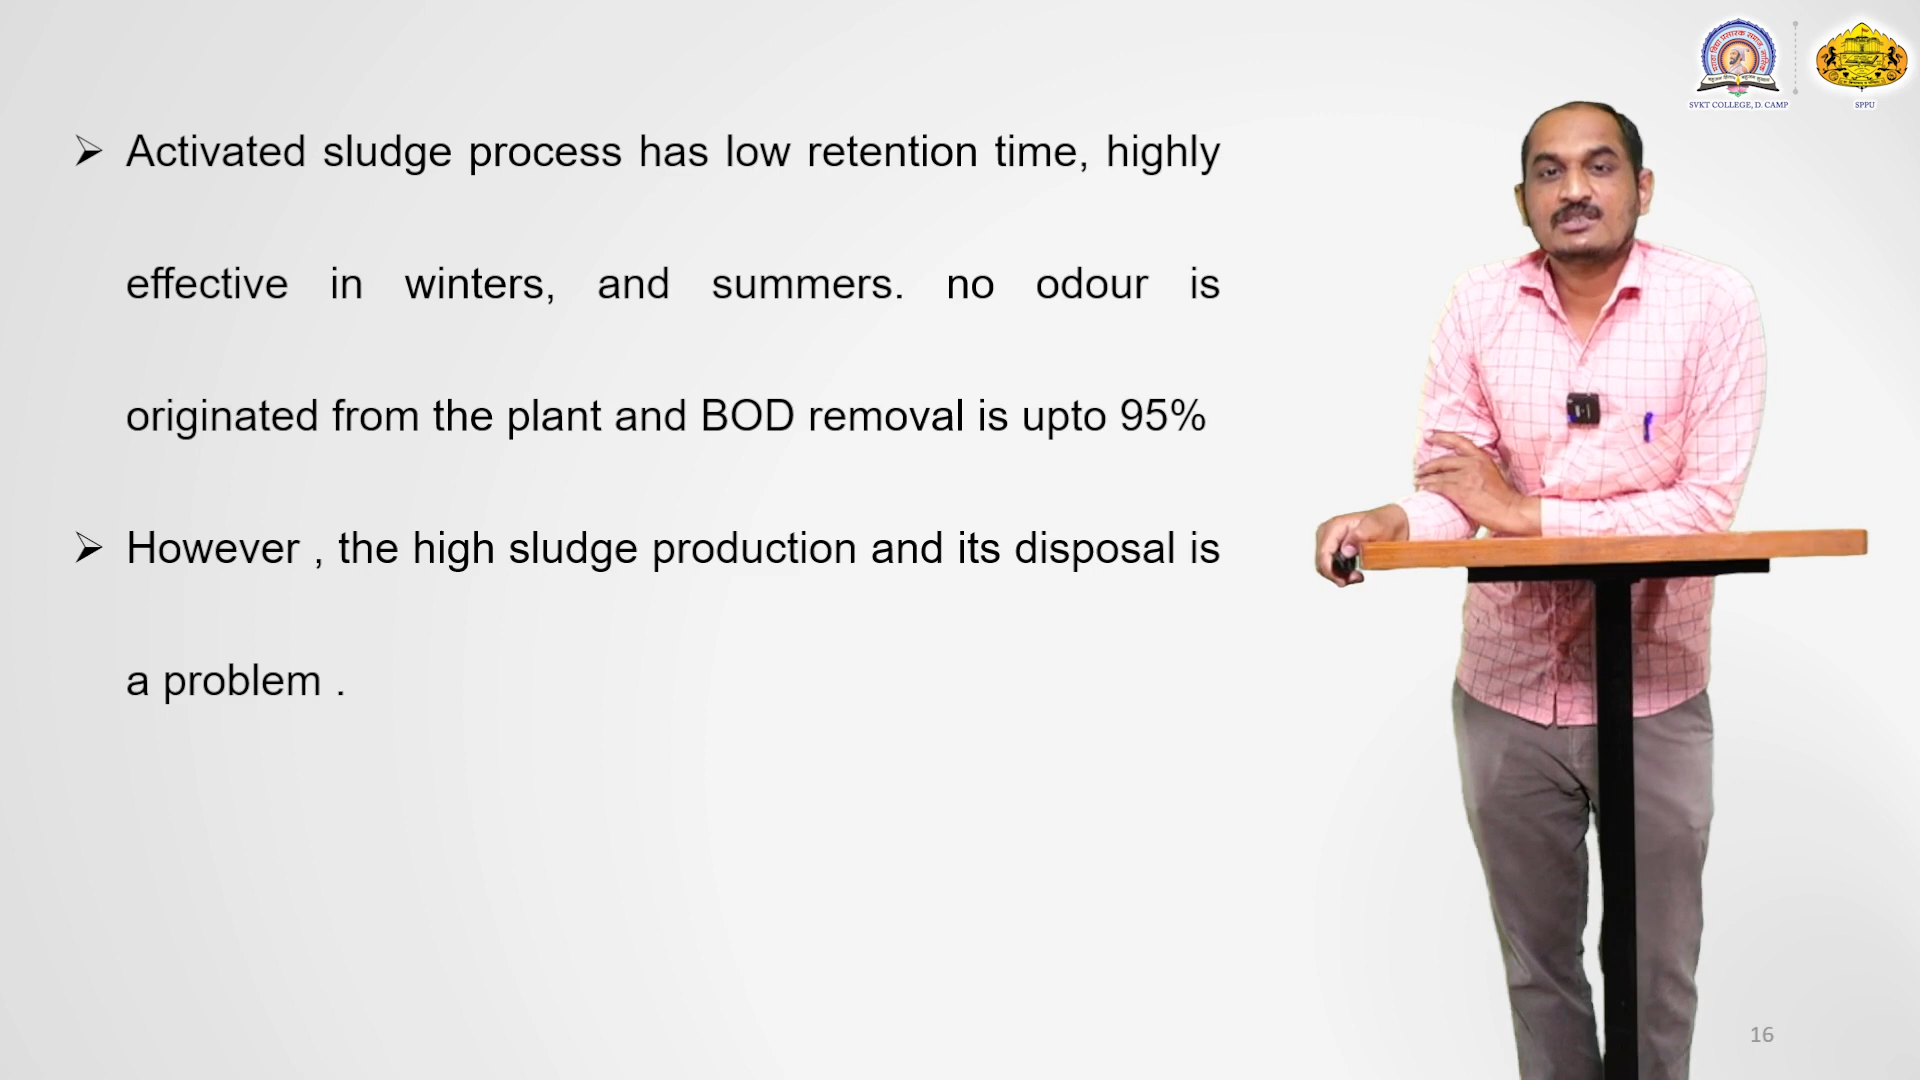 SVKT COLLEGE, D. CAMP
SPPU
Activated sludge process has low retention time, highly
effective in winters, and summers. no odour is
originated from the plant and BOD removal is upto 95%
However , the high sludge production and its disposal is
a problem .
16